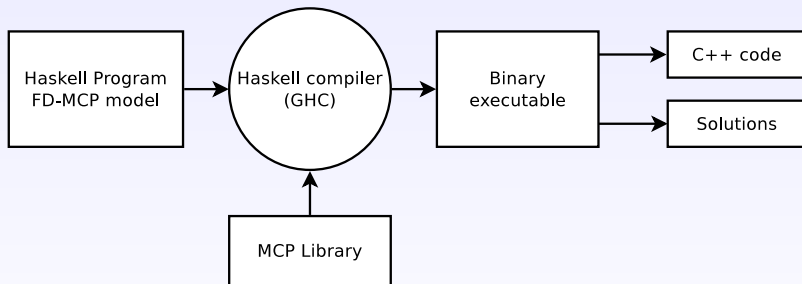 Haskell Program
FD-MCP model
Haskell compiler
(GHC)
Binary
executable
C++ code
Solutions
MCP Library